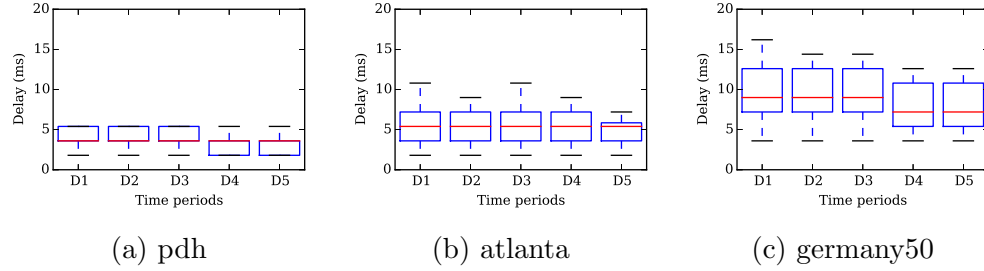 20
15
10
5
0
Delay (ms)
D1 D2 D3 D4 D5
Time periods
(a) pdh
20
15
10
5
0
Delay (ms)
D1 D2 D3 D4 D5
Time periods
(b) atlanta
20
15
10
5
0
Delay (ms)
D1 D2 D3 D4 D5
Time periods
(c) germany50